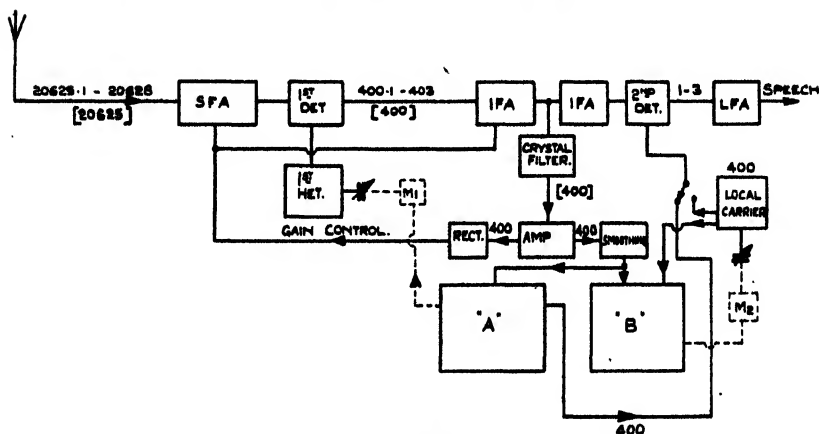 20625·1 - 20628
[20625]
SFA
1ST
DET
400·1 - 403
[400]
IFA
IFA
2ND
DET.
1-3
LFA
SPEECH
CRYSTAL
FILTER.
[400]
1ST
HET.
M1
400
LOCAL
CARRIER
GAIN CONTROL.
RECT.
400
AMP
400
SMOOTHING
"A"
"B"
M2
400